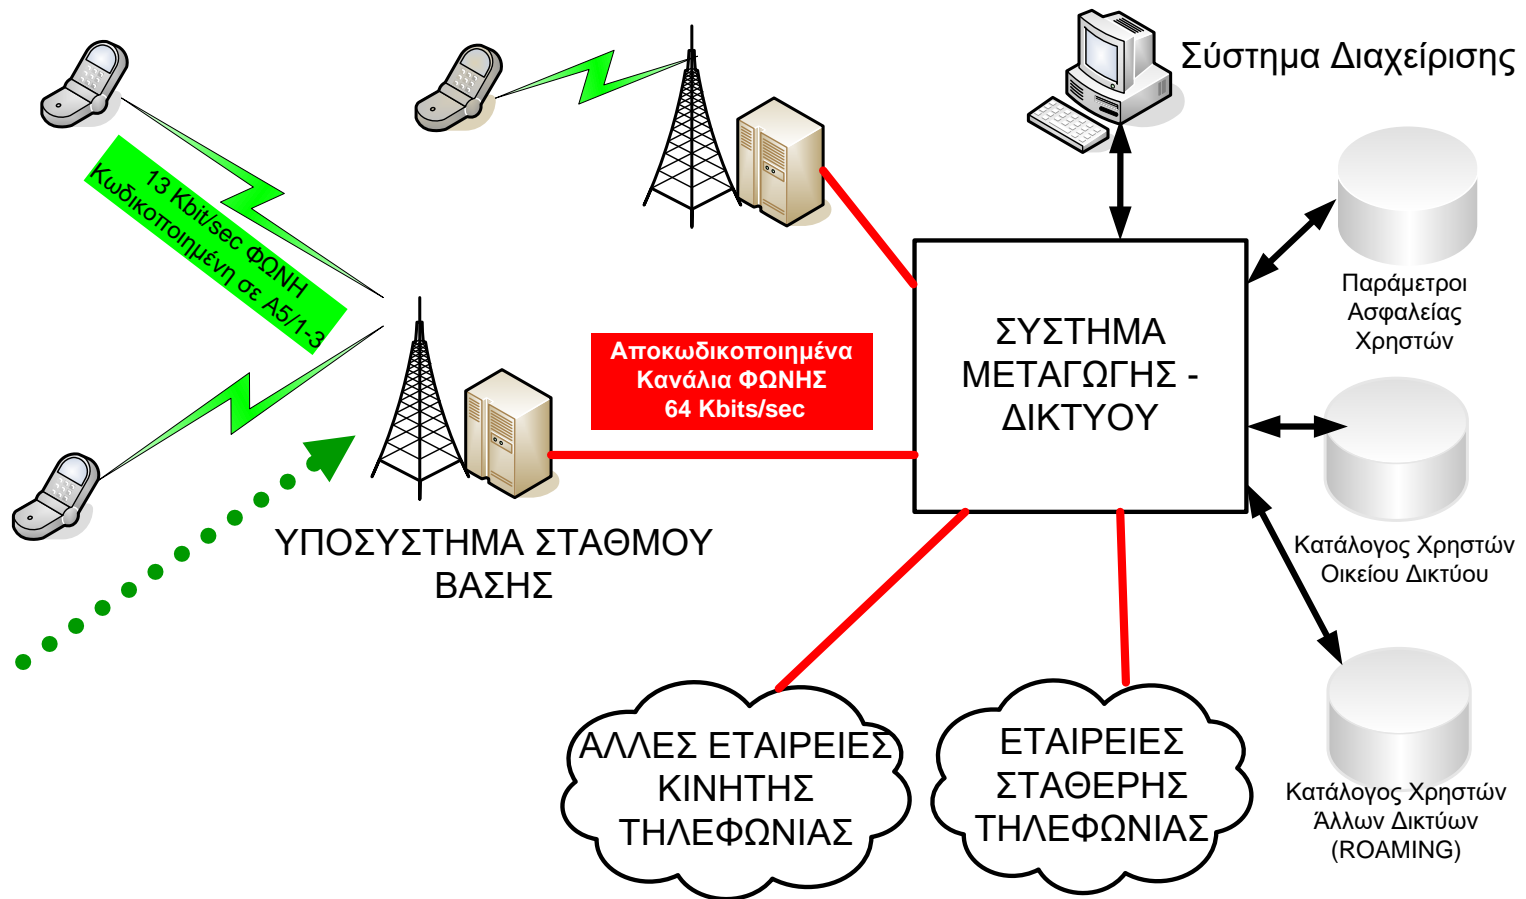 Σύστημα Διαχείρισης
13 Kbit/sec ΦΩΝΗ
Κωδικοποιημένη σε A5/1-3
Παράμετροι
Ασφαλείας
Χρηστών
ΣΥΣΤΗΜΑ
ΜΕΤΑΓΩΓΗΣ -
ΔΙΚΤΥΟΥ
Αποκωδικοποιημένα
Κανάλια ΦΩΝΗΣ
64 Kbits/sec
ΥΠΟΣΥΣΤΗΜΑ ΣΤΑΘΜΟΥ
ΒΑΣΗΣ
Κατάλογος Χρηστών
Οικείου Δικτύου
ΑΛΛΕΣ ΕΤΑΙΡΕΙΕΣ
ΚΙΝΗΤΗΣ
ΤΗΛΕΦΩΝΙΑΣ
ΕΤΑΙΡΕΙΕΣ
ΣΤΑΘΕΡΗΣ
ΤΗΛΕΦΩΝΙΑΣ
Κατάλογος Χρηστών
Άλλων Δικτύων
(ROAMING)